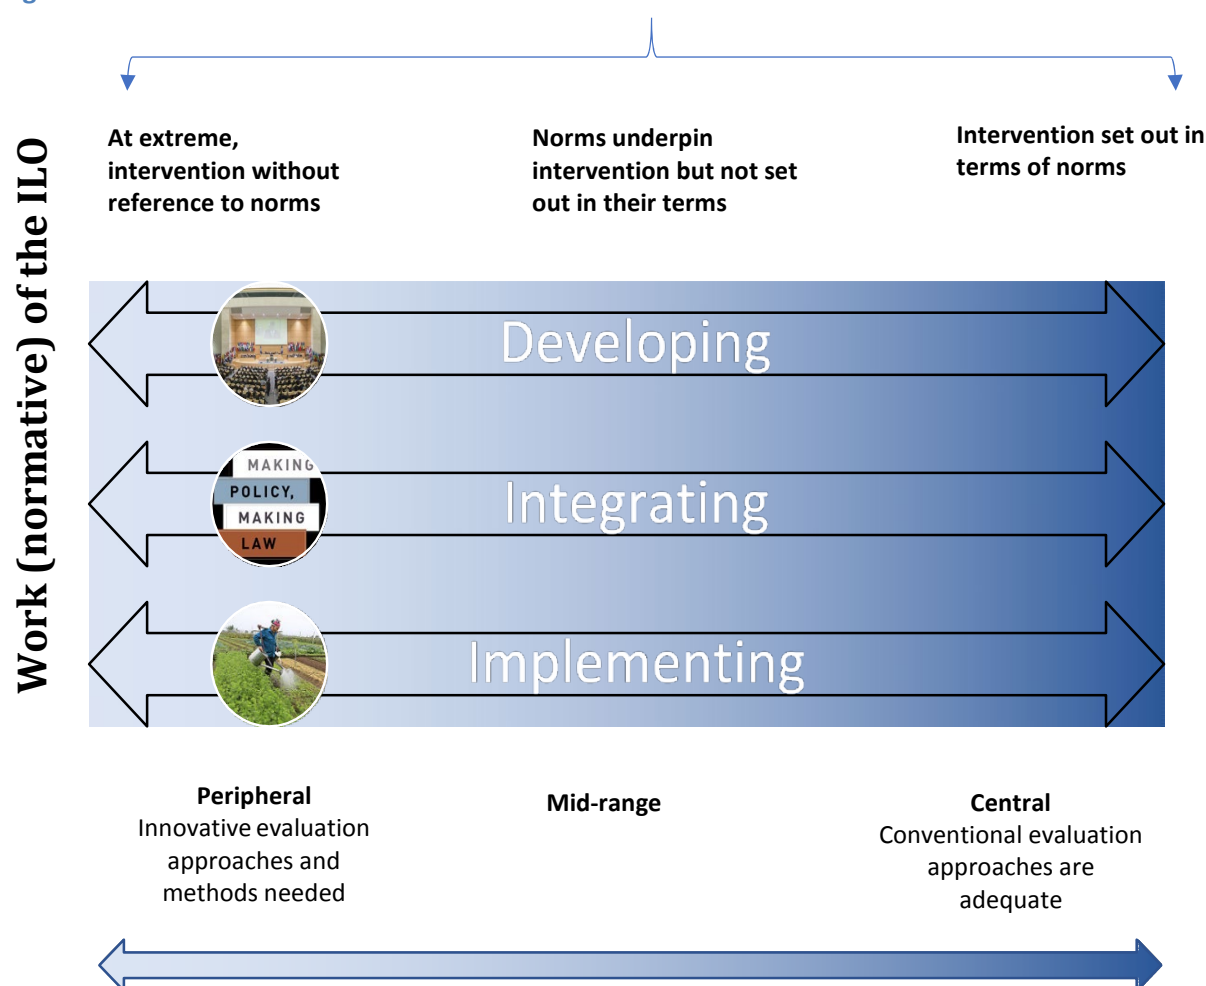 At extreme,
intervention without
reference to norms
Norms underpin
intervention but not set
out in their terms
Intervention set out in
terms of norms
Work (normative) of the ILO
Developing
MAKING
POLICY,
MAKING
LAW
Integrating
Implementing
Peripheral
Innovative evaluation
approaches and
methods needed
Mid-range
Central
Conventional evaluation
approaches are
adequate